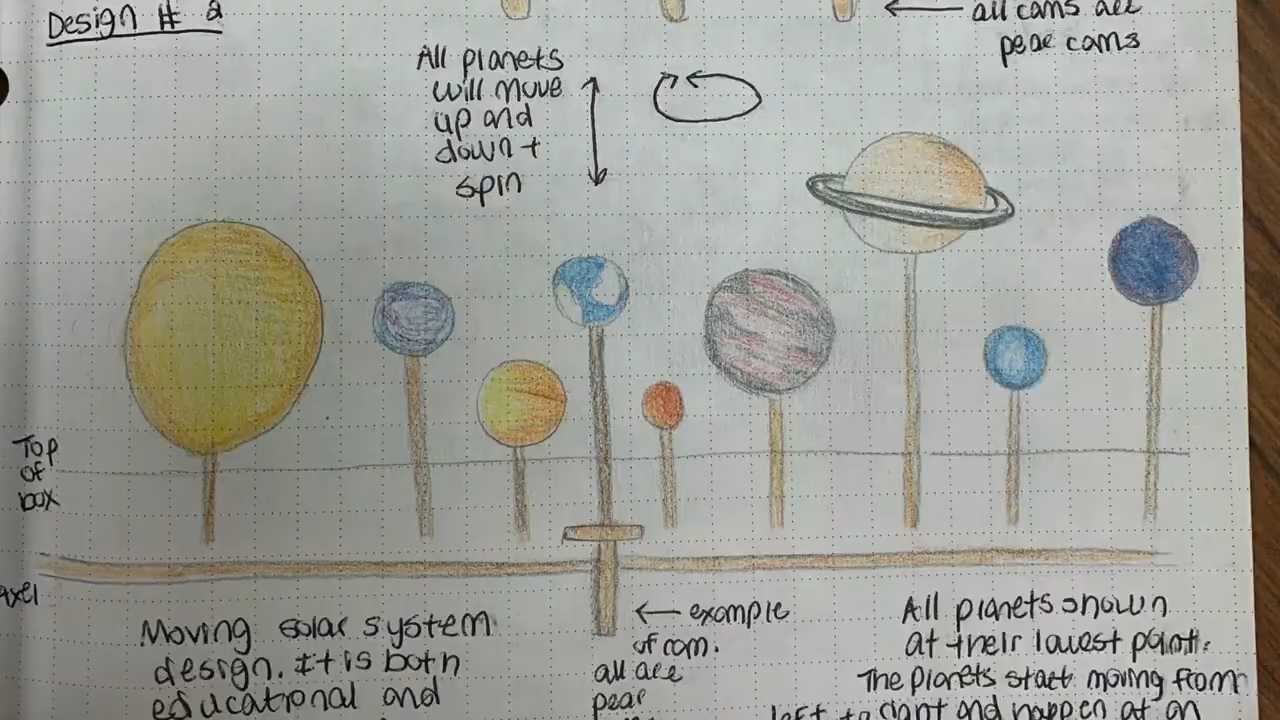 Design # 2
all cams are
pear cams
All planets
will move
up and
down +
spin
Top
of
box
axel
Moving solar system
design. It is both
educational and
example
of cam.
all are
pear
All planets shown
at their lowest point.
The planets start moving from
left to right and happen at an